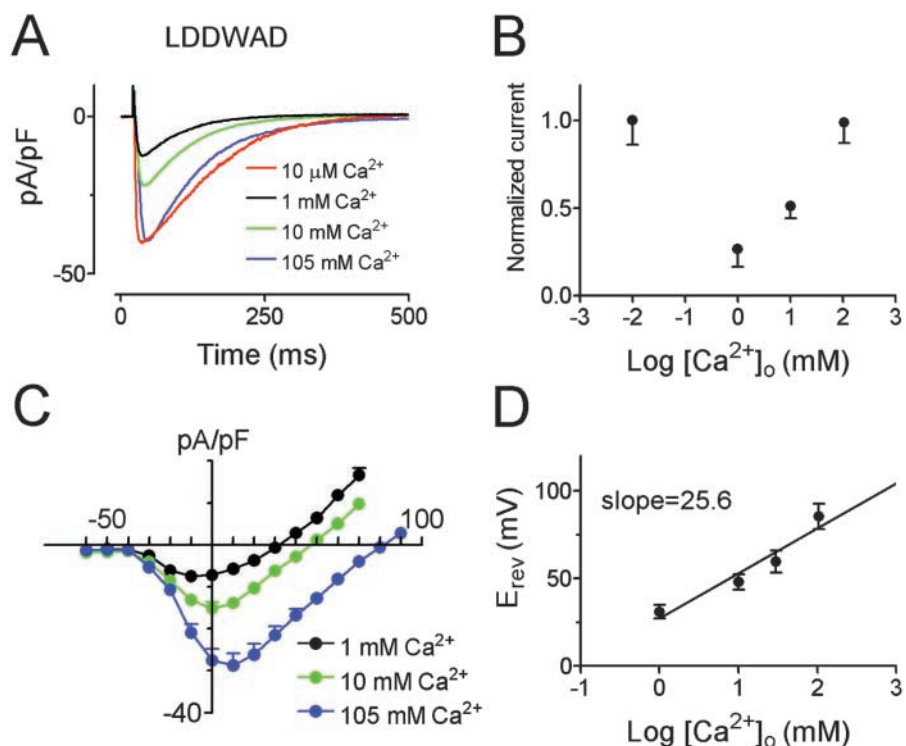 A
LDDWAD
pA/pF
0
-50
10 μM Ca²⁺
1 mM Ca²⁺
10 mM Ca²⁺
105 mM Ca²⁺
0
250
500
Time (ms)
B
Normalized current
1.0
0.5
0.0
-3
-2
-1
0
1
2
3
Log [Ca²⁺]ₒ (mM)
C
pA/pF
-50
100
-40
1 mM Ca²⁺
10 mM Ca²⁺
105 mM Ca²⁺
D
slope=25.6
E_rev (mV)
100
50
0
-1
0
1
2
3
Log [Ca²⁺]ₒ (mM)